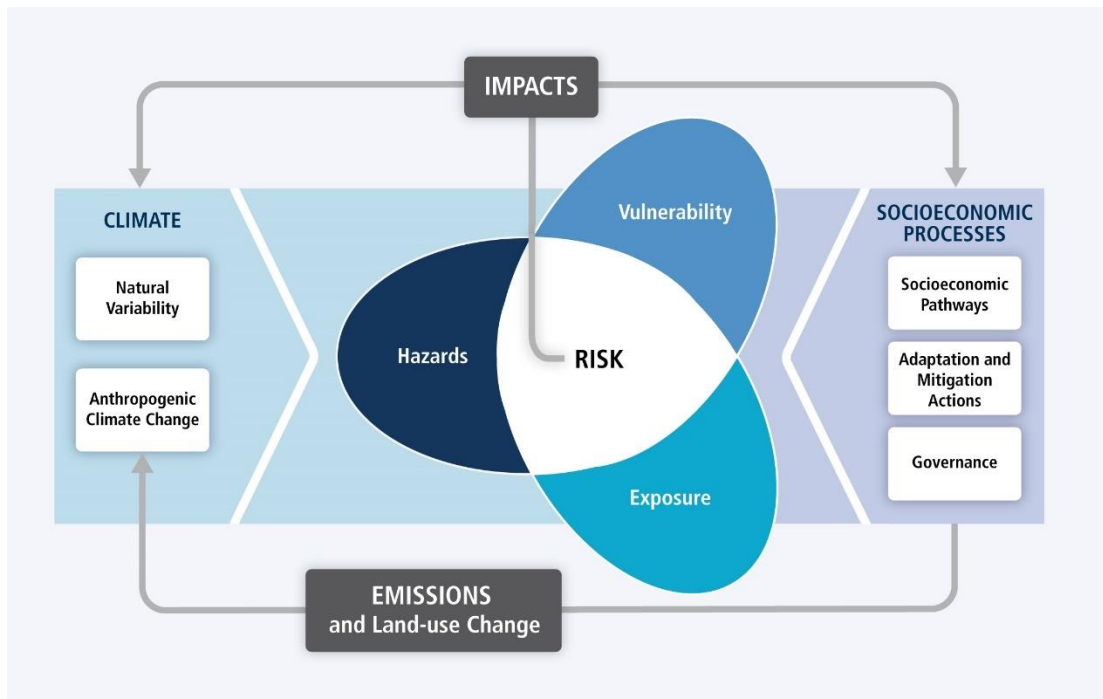 IMPACTS
CLIMATE
Natural
Variability
Anthropogenic
Climate Change
Vulnerability
Hazards
RISK
Exposure
SOCIOECONOMIC
PROCESSES
Socioeconomic
Pathways
Adaptation and
Mitigation
Actions
Governance
EMISSIONS
and Land-use Change